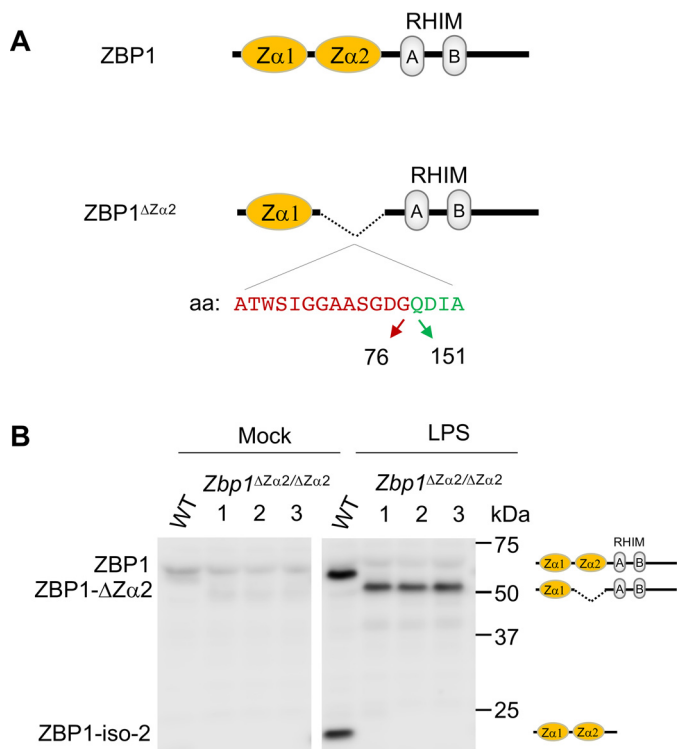 A
RHIM
ZBP1 Zα1 Zα2 A B
RHIM
ZBP1ΔZα2 Zα1 A B
aa: ATWSIGGAASGDGQDIA
76 151
B
Mock LPS
Zbp1ΔZα2/ΔZα2 Zbp1ΔZα2/ΔZα2
WT 1 2 3 WT 1 2 3 kDa
75
RHIM
ZBP1 Zα1 Zα2 A B
ZBP1-ΔZα2 50 Zα1 A B
37
25
ZBP1-iso-2 Zα1 Zα2